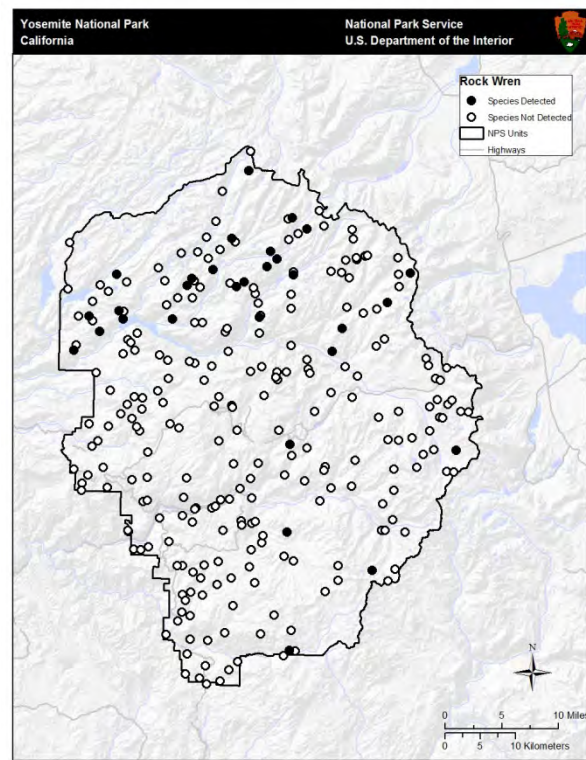 Yosemite National Park
California
National Park Service
U.S. Department of the Interior
Rock Wren
Species Detected
Species Not Detected
NPS Units
Highways
N
0 5 10 Miles
0 5 10 Kilometers